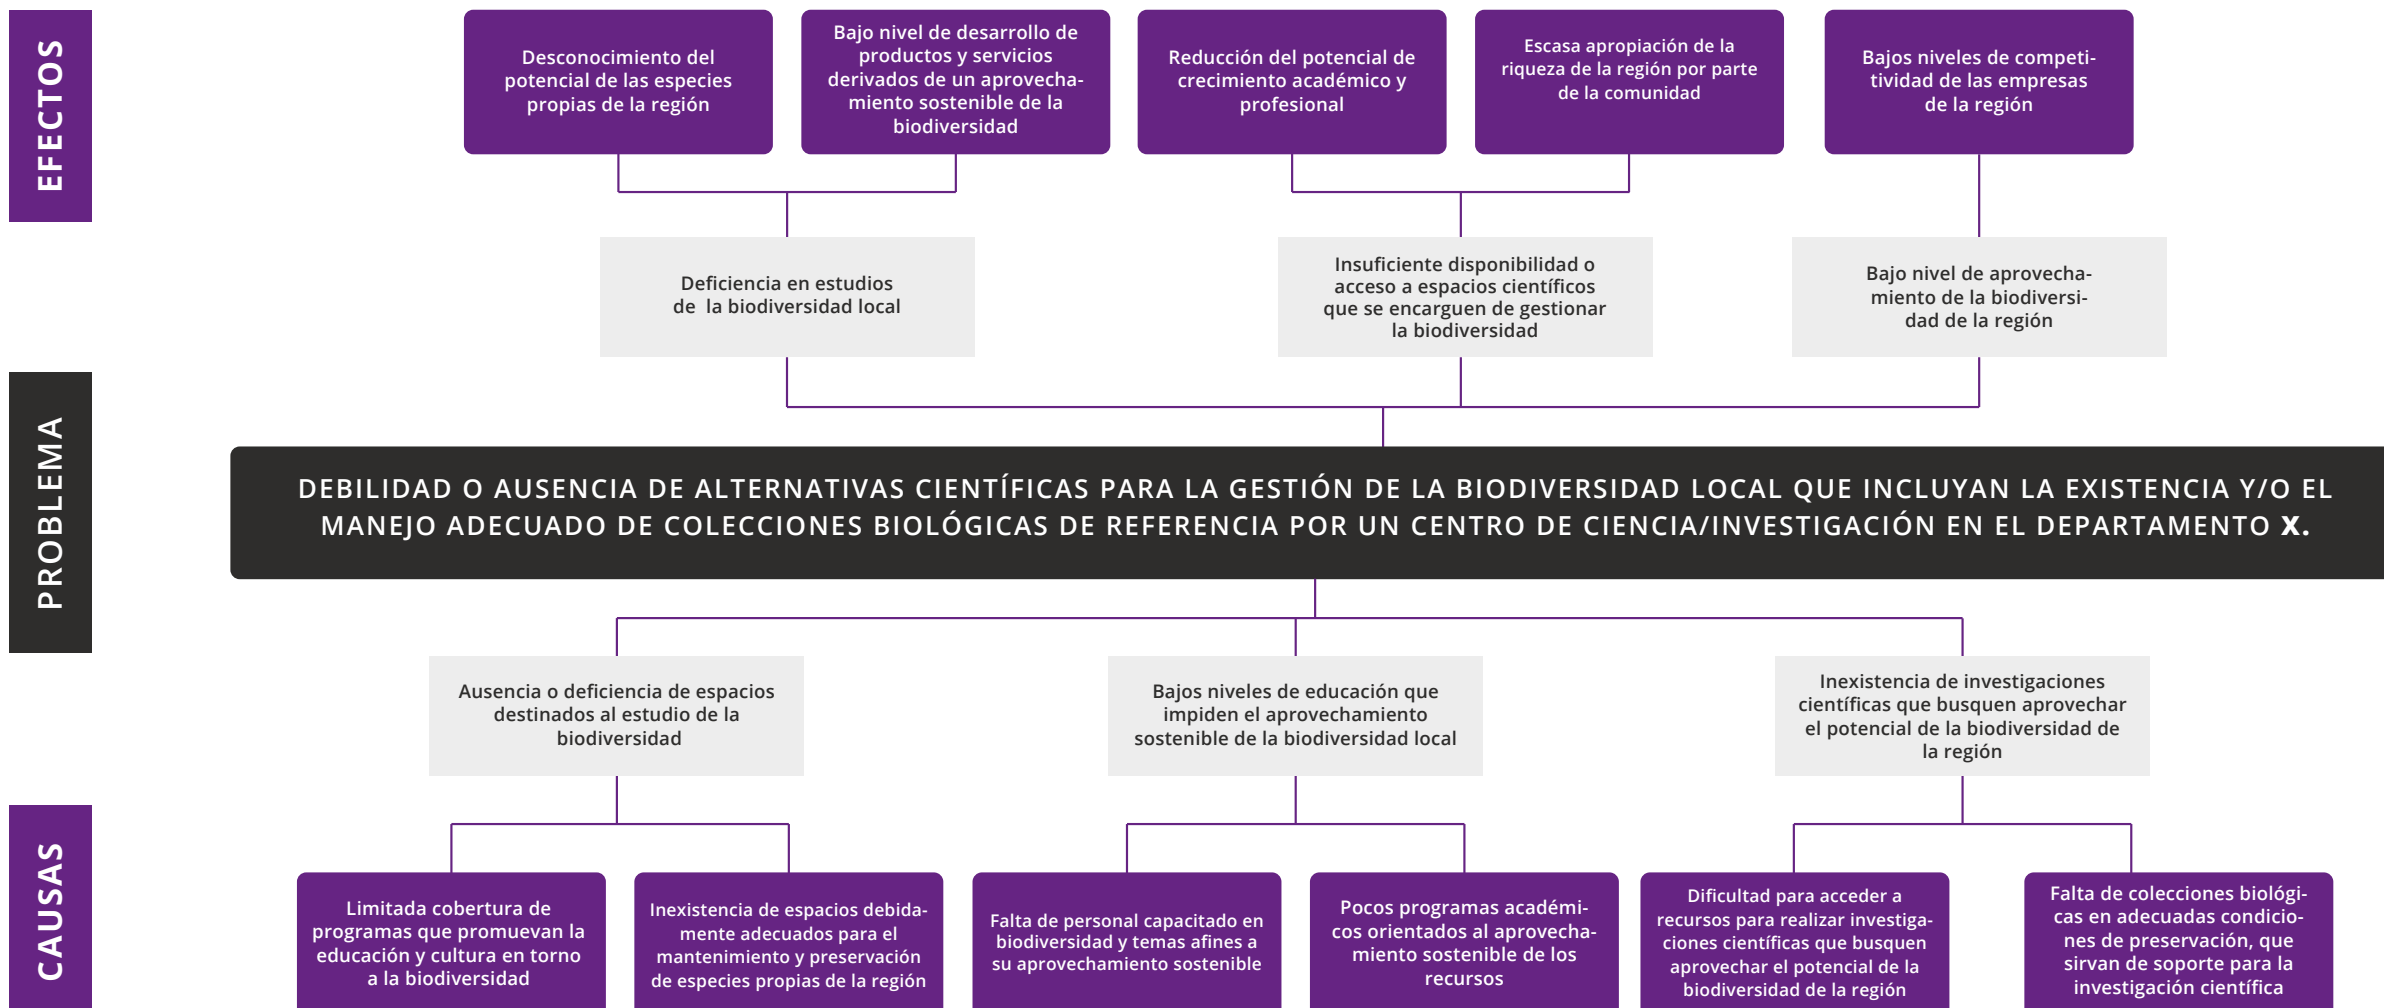 EFECTOS
Desconocimiento del
potencial de las especies
propias de la región
Bajo nivel de desarrollo de
productos y servicios
derivados de un aprovecha-
miento sostenible de la
biodiversidad
Reducción del potencial de
crecimiento académico y
profesional
Escasa apropiación de la
riqueza de la región por parte
de la comunidad
Bajos niveles de competi-
tividad de las empresas
de la región
Deficiencia en estudios
de la biodiversidad local
Insuficiente disponibilidad o
acceso a espacios científicos
que se encarguen de gestionar
la biodiversidad
Bajo nivel de aprovecha-
miento de la biodiversi-
dad de la región
PROBLEMA
DEBILIDAD O AUSENCIA DE ALTERNATIVAS CIENTÍFICAS PARA LA GESTIÓN DE LA BIODIVERSIDAD LOCAL QUE INCLUYAN LA EXISTENCIA Y/O EL
MANEJO ADECUADO DE COLECCIONES BIOLÓGICAS DE REFERENCIA POR UN CENTRO DE CIENCIA/INVESTIGACIÓN EN EL DEPARTAMENTO X.
Ausencia o deficiencia de espacios
destinados al estudio de la
biodiversidad
Bajos niveles de educación que
impiden el aprovechamiento
sostenible de la biodiversidad local
Inexistencia de investigaciones
científicas que busquen aprovechar
el potencial de la biodiversidad de
la región
CAUSAS
Limitada cobertura de
programas que promuevan la
educación y cultura en torno
a la biodiversidad
Inexistencia de espacios debida-
mente adecuados para el
mantenimiento y preservación
de especies propias de la región
Falta de personal capacitado en
biodiversidad y temas afines a
su aprovechamiento sostenible
Pocos programas académi-
cos orientados al aprovecha-
miento sostenible de los
recursos
Dificultad para acceder a
recursos para realizar investiga-
ciones científicas que busquen
aprovechar el potencial de la
biodiversidad de la región
Falta de colecciones biológi-
cas en adecuadas condicio-
nes de preservación, que
sirvan de soporte para la
investigación científica